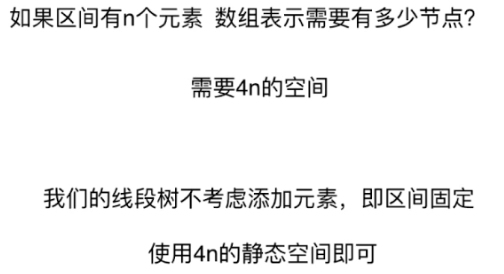 如果区间有n个元素 数组表示需要有多少节点?
需要4n的空间
我们的线段树不考虑添加元素，即区间固定
使用4n的静态空间即可